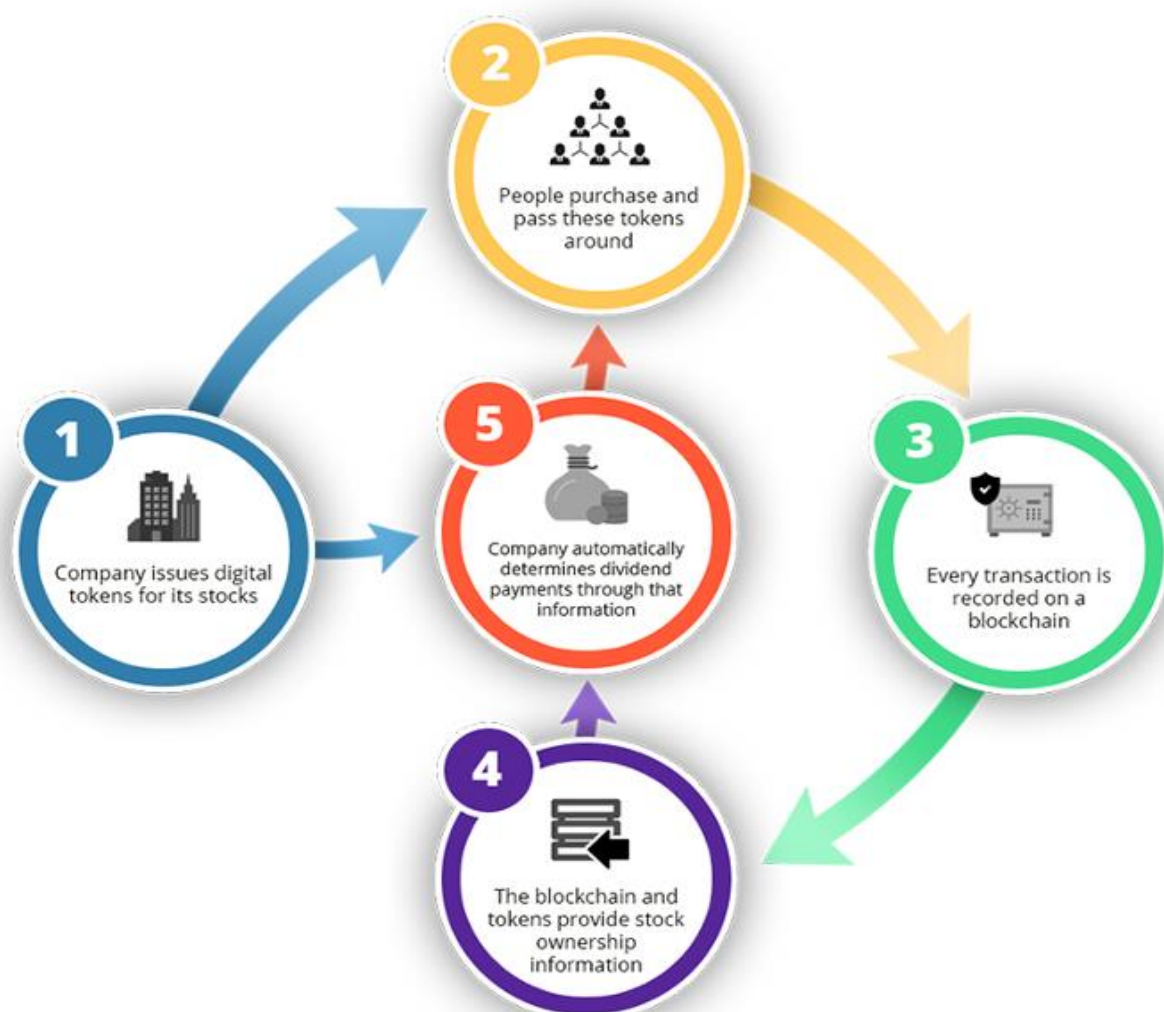 1
Company issues digital
tokens for its stocks
2
People purchase and
pass these tokens
around
3
Every transaction is
recorded on a
blockchain
4
The blockchain and
tokens provide stock
ownership
information
5
Company automatically
determines dividend
payments through that
information